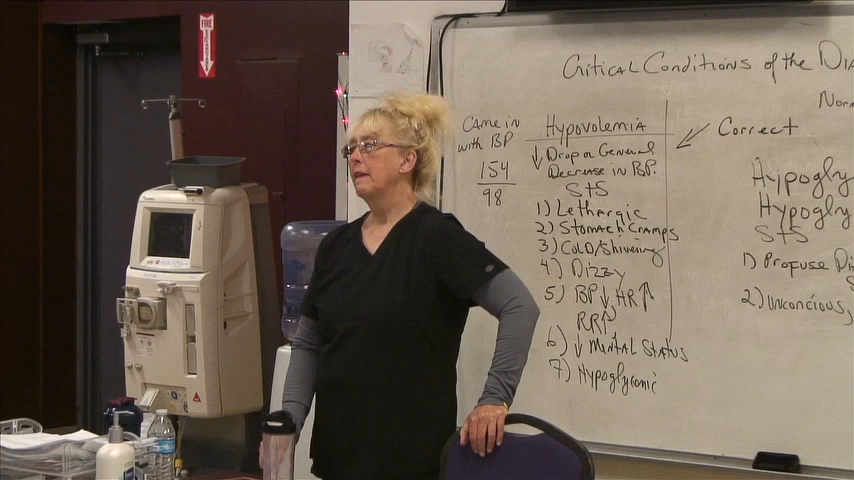 FIRE
Critical Conditions of the Dia
Norm
Came in
with BP
154
98
Hypovolemia
Correct
↓ Drop or General
Decrease in BP.
S+S
1) Lethargic
2) Stomach Cramps
3) Cold/Shivering
4) Dizzy
5) BP↓ HR↑
RR↑
6) ↓ Mental Status
7) Hypoglycemic
Hypogly
Hypogly
S+S
1) Profuse Di
2) Unconcious,